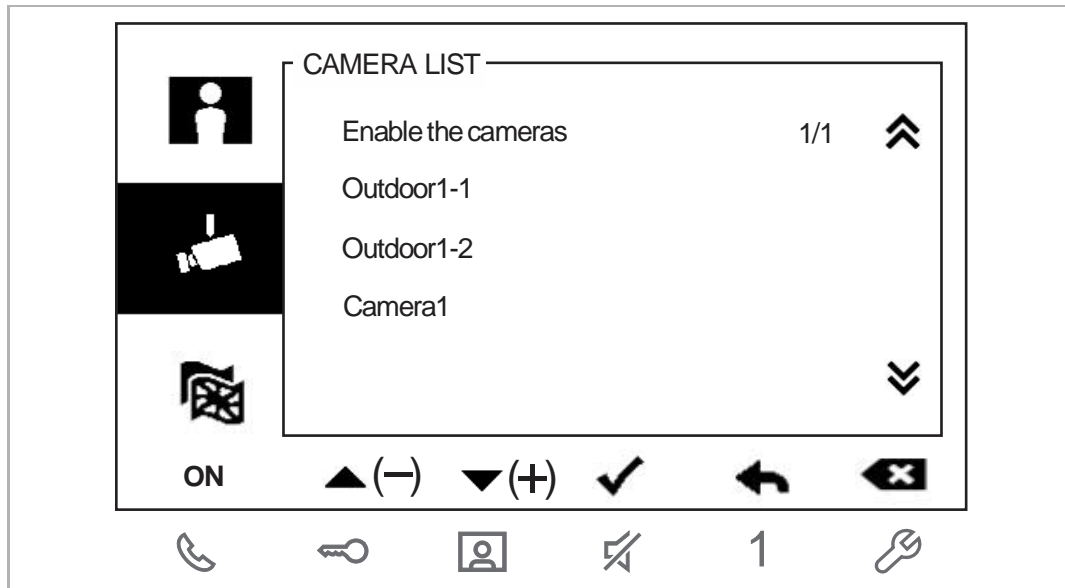 CAMERA LIST
Enable the cameras 1/1
Outdoor1-1
Outdoor1-2
Camera1
ON (−) (+)
1